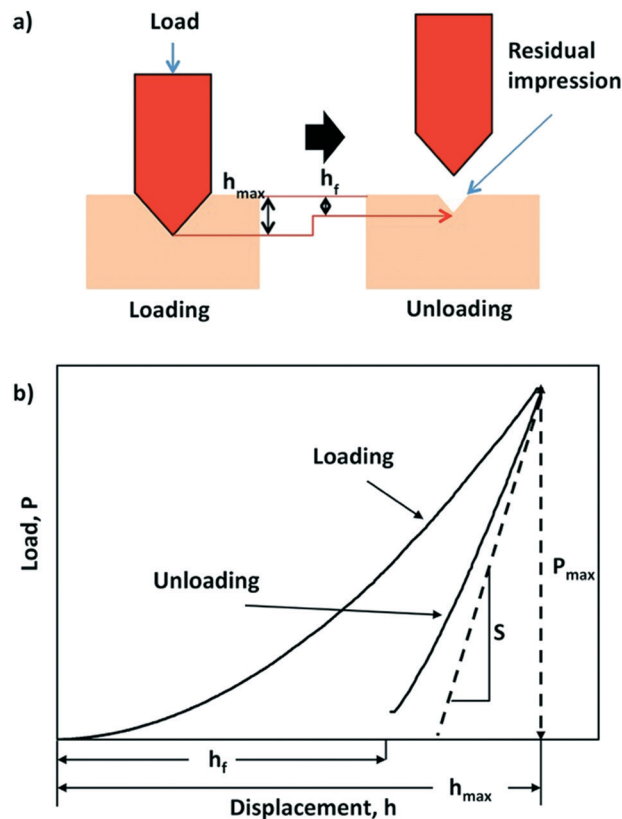 a)
Load
Residual
impression
h_max
h_f
Loading
Unloading
b)
Loading
Unloading
Load, P
P_max
S
h_f
h_max
Displacement, h